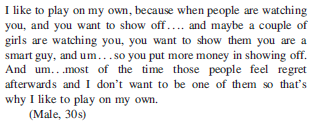 I like to play on my own, because when people are watching
you, and you want to show off.... and maybe a couple of
girls are watching you, you want to show them you are a
smart guy, and um...so you put more money in showing off.
And um...most of the time those people feel regret
afterwards and I don't want to be one of them so that's
why I like to play on my own.
(Male, 30s)